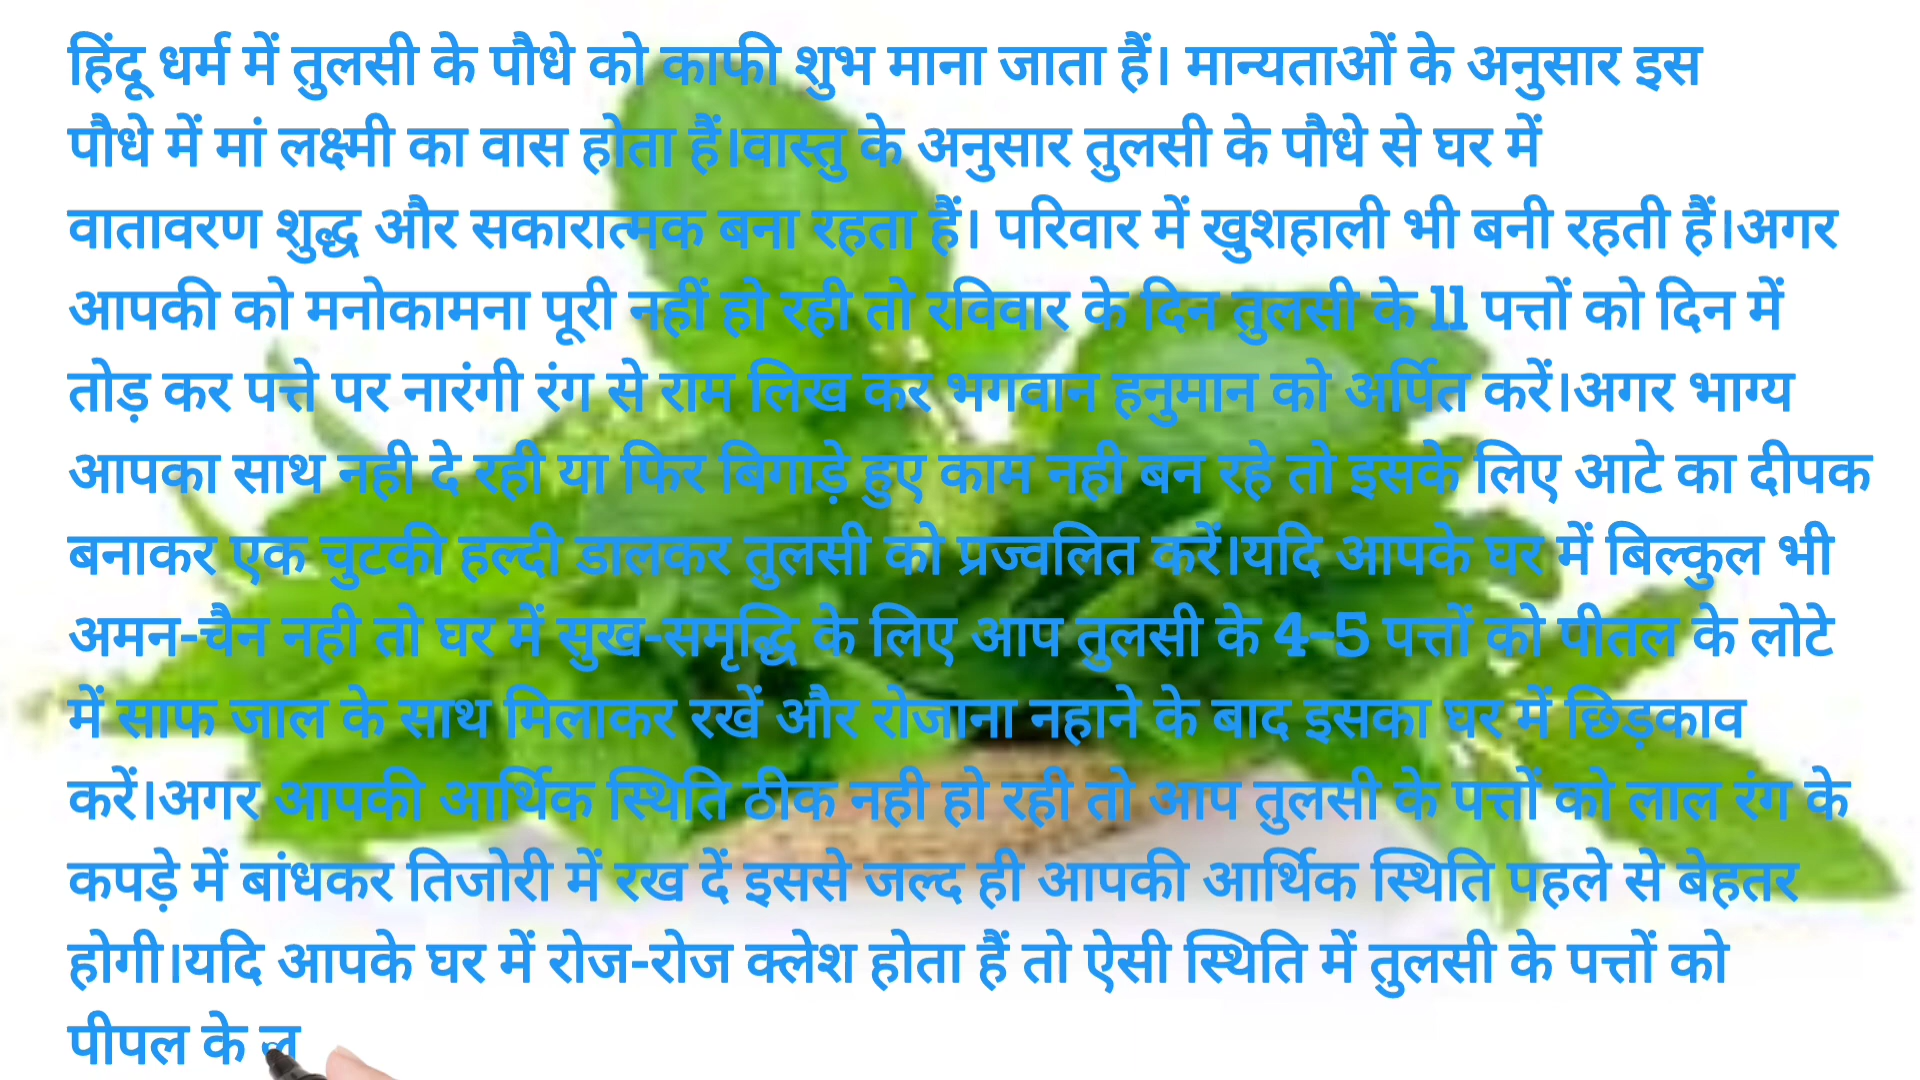 हिंदू धर्म में तुलसी के पौधे को काफी शुभ माना जाता हैं। मान्यताओं के अनुसार इस
पौधे में मां लक्ष्मी का वास होता हैं।वास्तु के अनुसार तुलसी के पौधे से घर में
वातावरण शुद्ध और सकारात्मक बना रहता हैं। परिवार में खुशहाली भी बनी रहती हैं।अगर
आपकी को मनोकामना पूरी नहीं हो रही तो रविवार के दिन तुलसी के 11 पत्तों को दिन में
तोड़ कर पत्ते पर नारंगी रंग से राम लिख कर भगवान हनुमान को अर्पित करें।अगर भाग्य
आपका साथ नही दे रही या फिर बिगाड़े हुए काम नही बन रहे तो इसके लिए आटे का दीपक
बनाकर एक चुटकी हल्दी डालकर तुलसी को प्रज्वलित करें।यदि आपके घर में बिल्कुल भी
अमन-चैन नही तो घर में सुख-समृद्धि के लिए आप तुलसी के 4-5 पत्तों को पीतल के लोटे
में साफ जाल के साथ मिलाकर रखें और रोजाना नहाने के बाद इसका घर में छिड़काव
करें।अगर आपकी आर्थिक स्थिति ठीक नही हो रही तो आप तुलसी के पत्तों को लाल रंग के
कपड़े में बांधकर तिजोरी में रख दें इससे जल्द ही आपकी आर्थिक स्थिति पहले से बेहतर
होगी।यदि आपके घर में रोज-रोज क्लेश होता हैं तो ऐसी स्थिति में तुलसी के पत्तों को
पीपल के